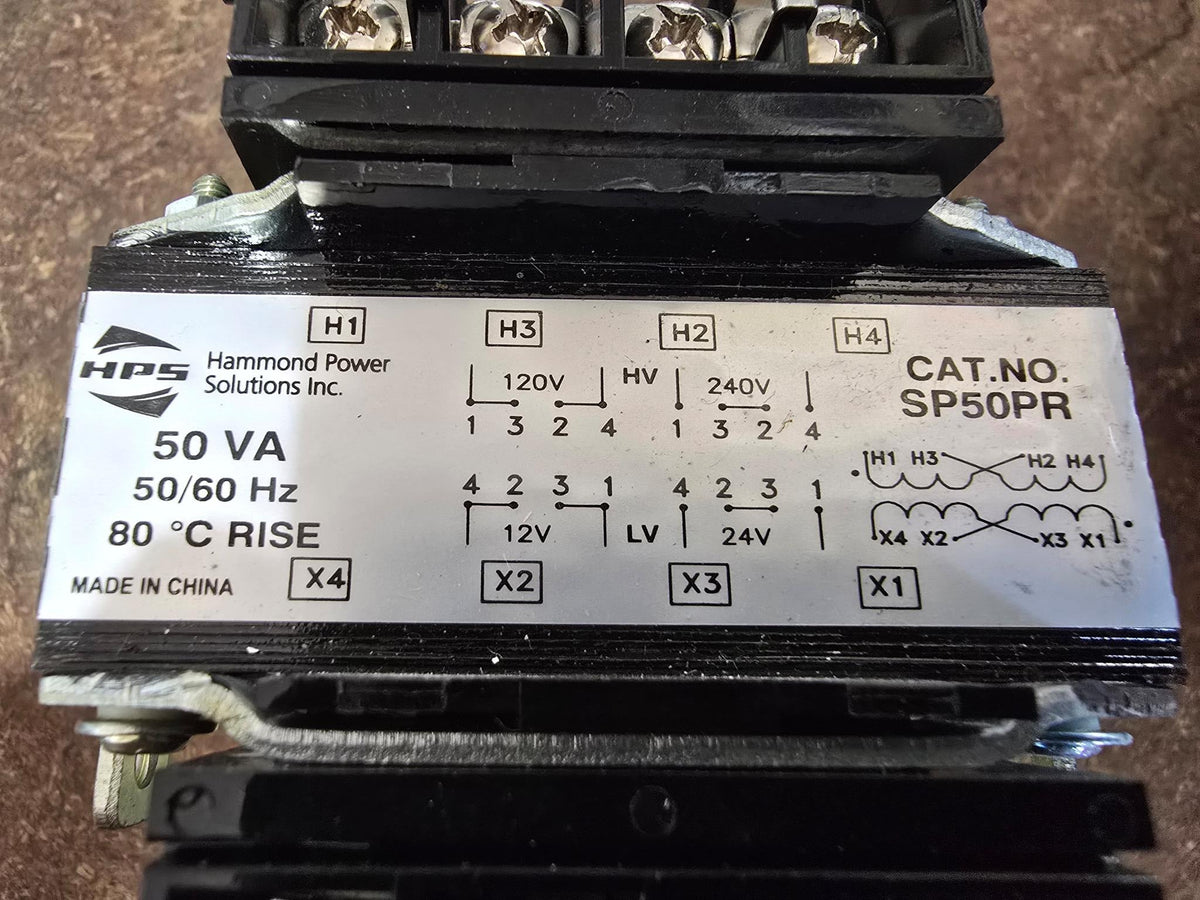 H1 H3 H2 H4
HPS Hammond Power
Solutions Inc.
50 VA
50/60 Hz
80 °C RISE
MADE IN CHINA
120V HV 240V
1 3 2 4 1 3 2 4
4 2 3 1 4 2 3 1
12V LV 24V
CAT.NO.
SP50PR
H1 H3 H2 H4
X4 X2 X3 X1
X4 X2 X3 X1